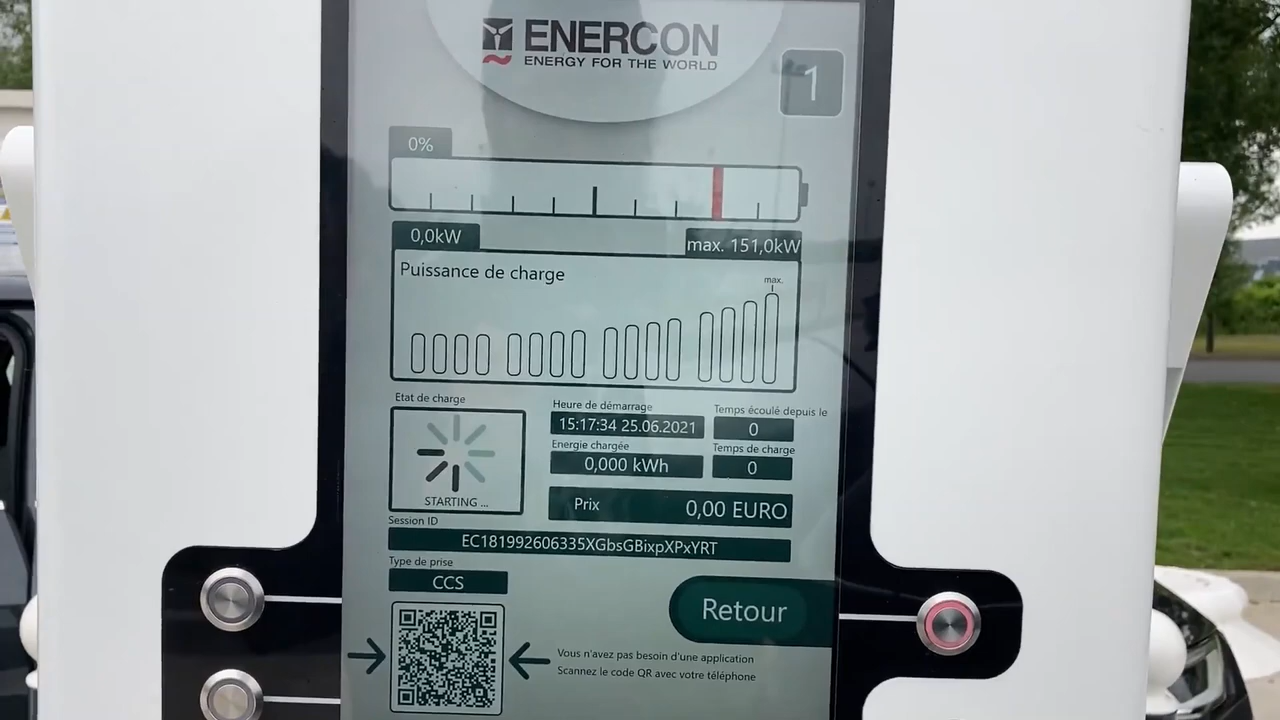 ENERCON
ENERGY FOR THE WORLD
1
0%
0,0kW
max. 151,0kW
Puissance de charge
max.
Etat de charge
Heure de démarrage
Temps écoulé depuis le
15:17:34 25.06.2021
0
Energie chargée
Temps de charge
0,000 kWh
0
STARTING ...
Prix
0,00 EURO
Session ID
EC181992606335XGbsGBixpXPxYRT
Type de prise
CCS
Retour
Vous n'avez pas besoin d'une application
Scannez le code QR avec votre téléphone